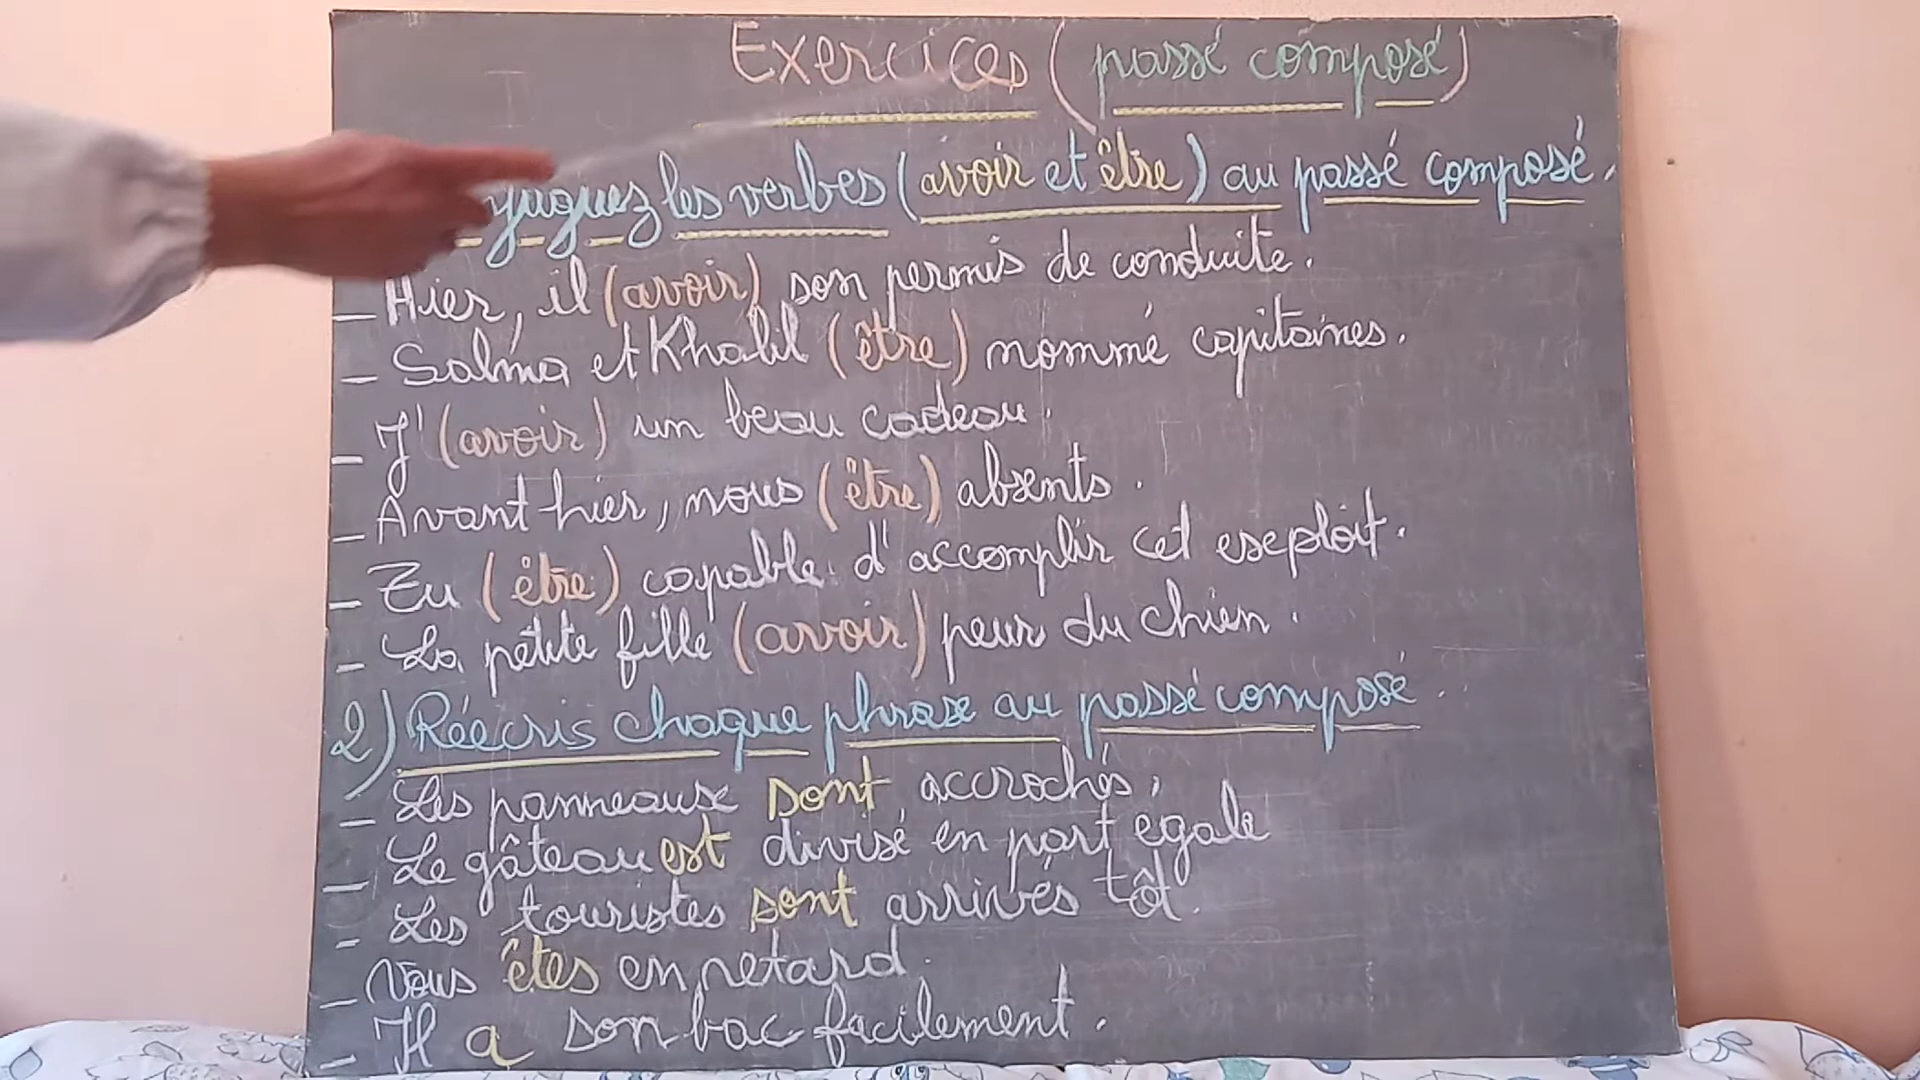 Exercices (passé composé)
les verbes (avoir et être) au passé composé.
_ Hier, il (avoir) son permis de conduite.
_ Salma et Khalil (être) nommé capitaines.
_ J' (avoir) un beau cadeau.
_ Avant hier, nous (être) absents.
_ Tu (être) capable d'accomplir cet exploit.
_ La petite fille (avoir) peur du chien.
2) Réécris chaque phrase au passé composé.
_ Les panneaux sont accrochés.
_ Le gâteau est divisé en part égale
_ Les touristes sont arrivés tôt.
_ Vous êtes en retard.
_ Il a son bac facilement.